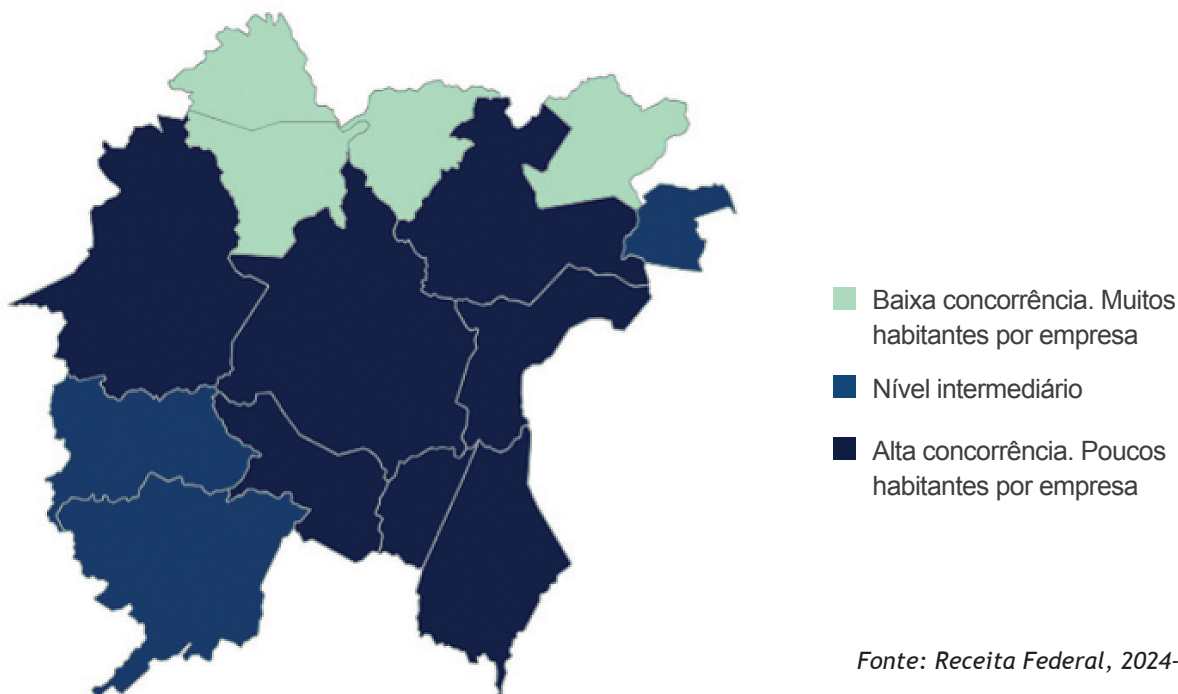 Baixa concorrência. Muitos
habitantes por empresa
Nível intermediário
Alta concorrência. Poucos
habitantes por empresa
Fonte: Receita Federal, 2024-